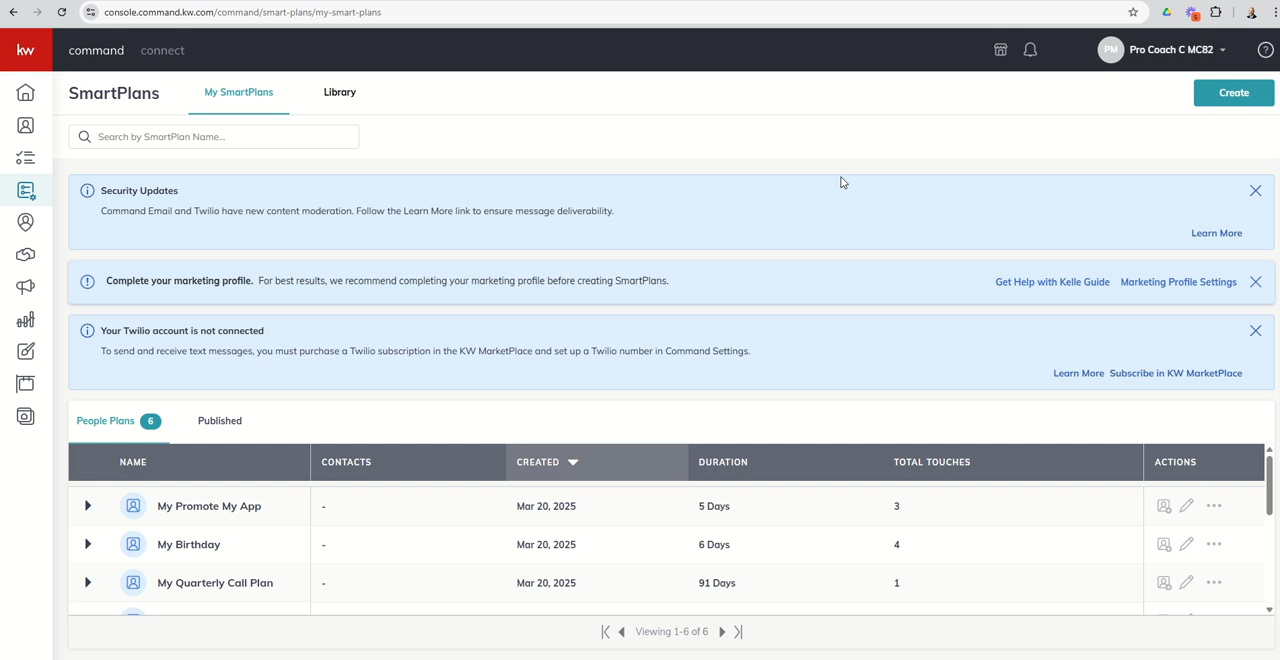 console.command.kw.com/command/smart-plans/my-smart-plans
5
kw
command
connect
PM
Pro Coach C MC82
?
SmartPlans
My SmartPlans
Library
Create
Search by SmartPlan Name...
Security Updates
Command Email and Twilio have new content moderation. Follow the Learn More link to ensure message deliverability.
Learn More
Complete your marketing profile. For best results, we recommend completing your marketing profile before creating SmartPlans.
Get Help with Kelle Guide
Marketing Profile Settings
Your Twilio account is not connected
To send and receive text messages, you must purchase a Twilio subscription in the KW MarketPlace and set up a Twilio number in Command Settings.
Learn More
Subscribe in KW MarketPlace
People Plans 6
Published
NAME CONTACTS CREATED DURATION TOTAL TOUCHES ACTIONS
My Promote My App - Mar 20, 2025 5 Days 3
My Birthday - Mar 20, 2025 6 Days 4
My Quarterly Call Plan - Mar 20, 2025 91 Days 1
Viewing 1-6 of 6